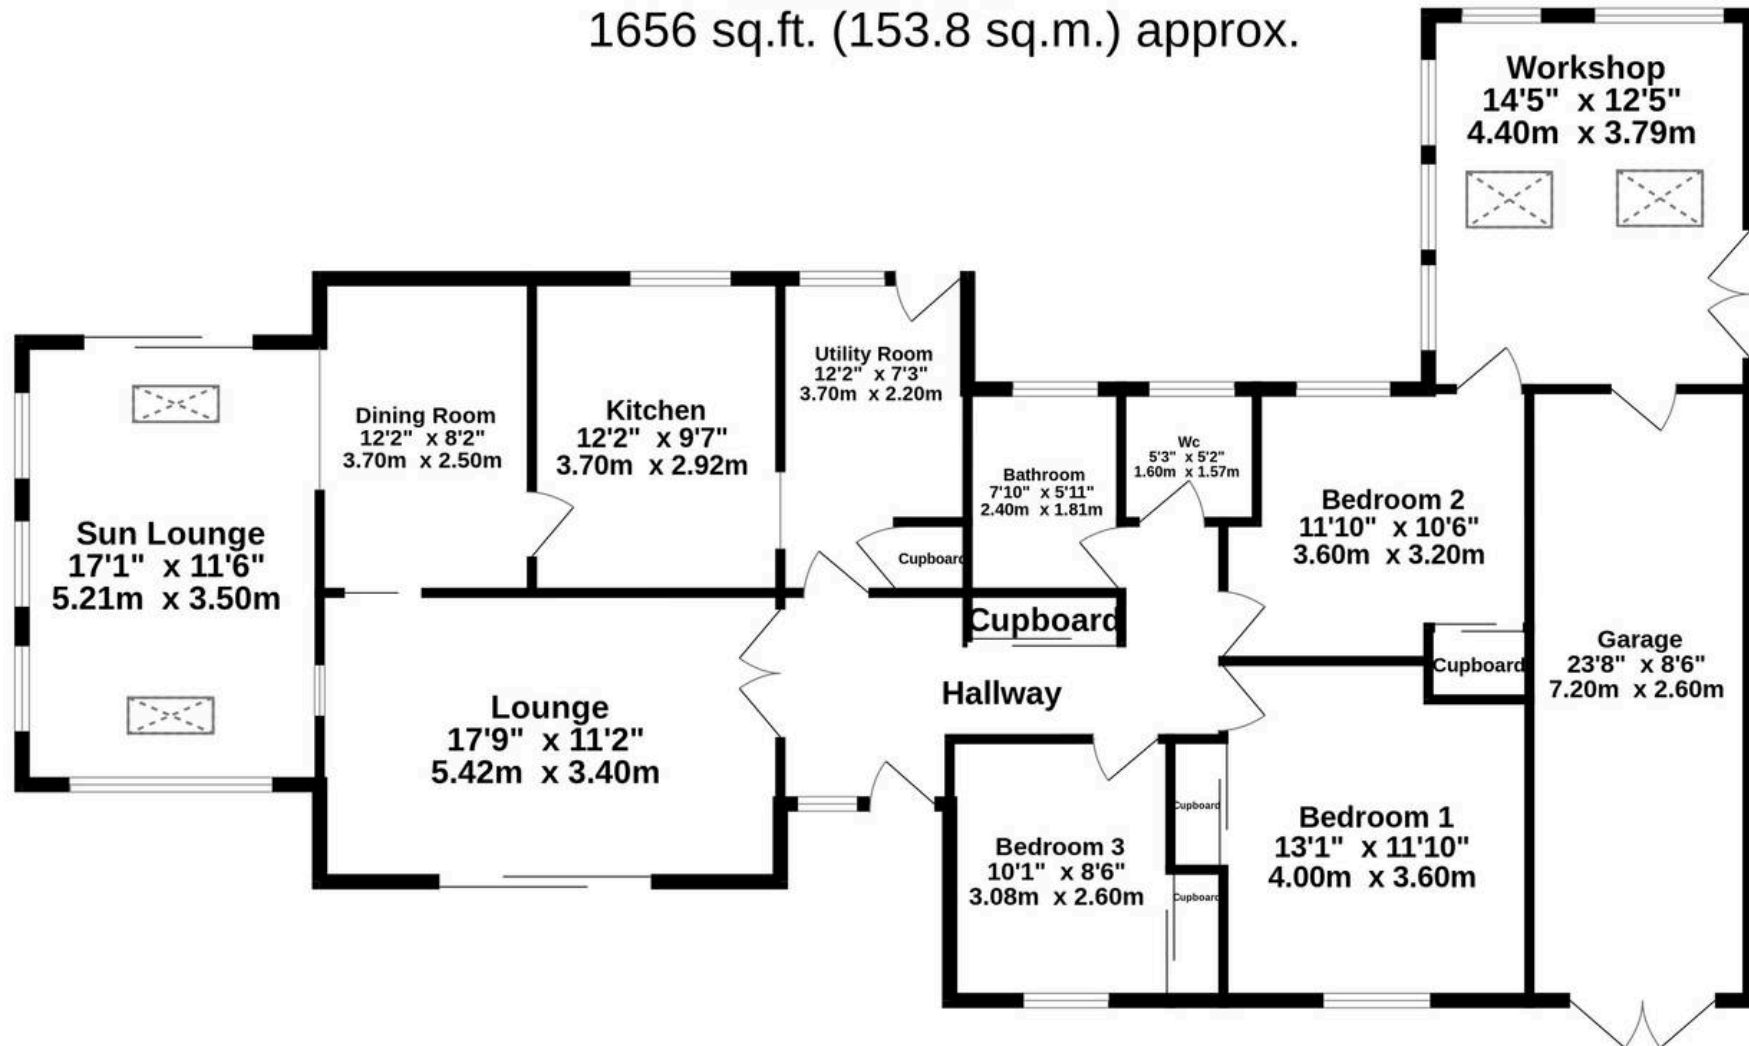 1656 sq.ft. (153.8 sq.m.) approx.
Workshop
14'5" x 12'5"
4.40m x 3.79m
Utility Room
12'2" x 7'3"
3.70m x 2.20m
Dining Room
12'2" x 8'2"
3.70m x 2.50m
Kitchen
12'2" x 9'7"
3.70m x 2.92m
Wc
5'3" x 5'2"
1.60m x 1.57m
Bathroom
7'10" x 5'11"
2.40m x 1.81m
Bedroom 2
11'10" x 10'6"
3.60m x 3.20m
Sun Lounge
17'1" x 11'6"
5.21m x 3.50m
Cupboard
Cupboard
Cupboard
Garage
23'8" x 8'6"
7.20m x 2.60m
Hallway
Lounge
17'9" x 11'2"
5.42m x 3.40m
Cupboard
Bedroom 3
10'1" x 8'6"
3.08m x 2.60m
Cupboard
Bedroom 1
13'1" x 11'10"
4.00m x 3.60m